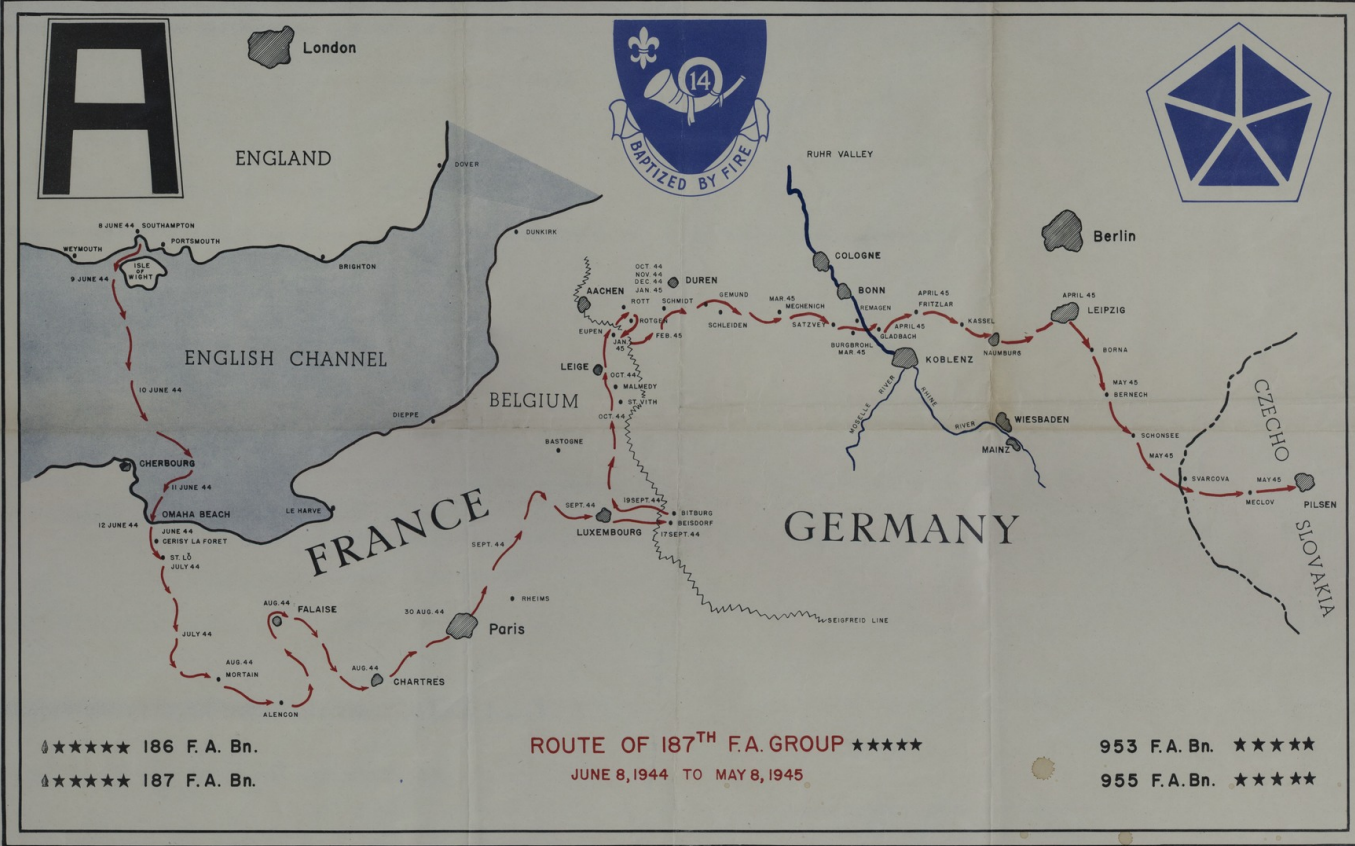 London
ENGLAND
DOVER
8 JUNE 44
SOUTHAMPTON
PORTSMOUTH
WEYMOUTH
ISLE
OF
WIGHT
9 JUNE 44
BRIGHTON
DUNKIRK
ENGLISH CHANNEL
10 JUNE 44
DIEPPE
CHERBOURG
11 JUNE 44
OMAHA BEACH
12 JUNE 44
LE HARVE
JUNE 44
CERISY LA FORET
ST. LÔ
JULY 44
JULY 44
AUG. 44
MORTAIN
ALENCON
AUG. 44
FALAISE
AUG. 44
CHARTRES
30 AUG. 44
Paris
SEPT. 44
RHEIMS
FRANCE
BELGIUM
BASTOGNE
SEPT. 44
LUXEMBOURG
19 SEPT. 44
BITBURG
BEISDORF
17 SEPT. 44
OCT. 44
ST. VITH
MALMEDY
OCT. 44
LEIGE
EUPEN
JAN.
45
AACHEN
ROTT
ROTGEN
OCT. 44
NOV. 44
DEC 44
JAN. 45
DUREN
SCHMIDT
FEB. 45
GEMUND
SCHLEIDEN
MAR. 45
MECHENICH
SATZVEY
BURGBROHL
MAR. 45
REMAGEN
APRIL 45
GLADBACH
14
BAPTIZED BY FIRE
RUHR VALLEY
COLOGNE
BONN
KOBLENZ
MOSELLE RIVER
RHINE
RIVER
WIESBADEN
MAINZ
APRIL 45
FRITZLAR
KASSEL
NAUMBURG
Berlin
APRIL 45
LEIPZIG
BORNA
MAY 45
BERNECH
SCHONSEE
MAY 45
SVARCOVA
MECLOV
MAY 45
PILSEN
CZECHO
SLOVAKIA
GERMANY
SEIGFREID LINE
★★★★★ 186 F. A. Bn.
★★★★★ 187 F. A. Bn.
ROUTE OF 187TH F.A. GROUP ★★★★★
JUNE 8, 1944 TO MAY 8, 1945
953 F. A. Bn. ★★★★★
955 F. A. Bn. ★★★★★